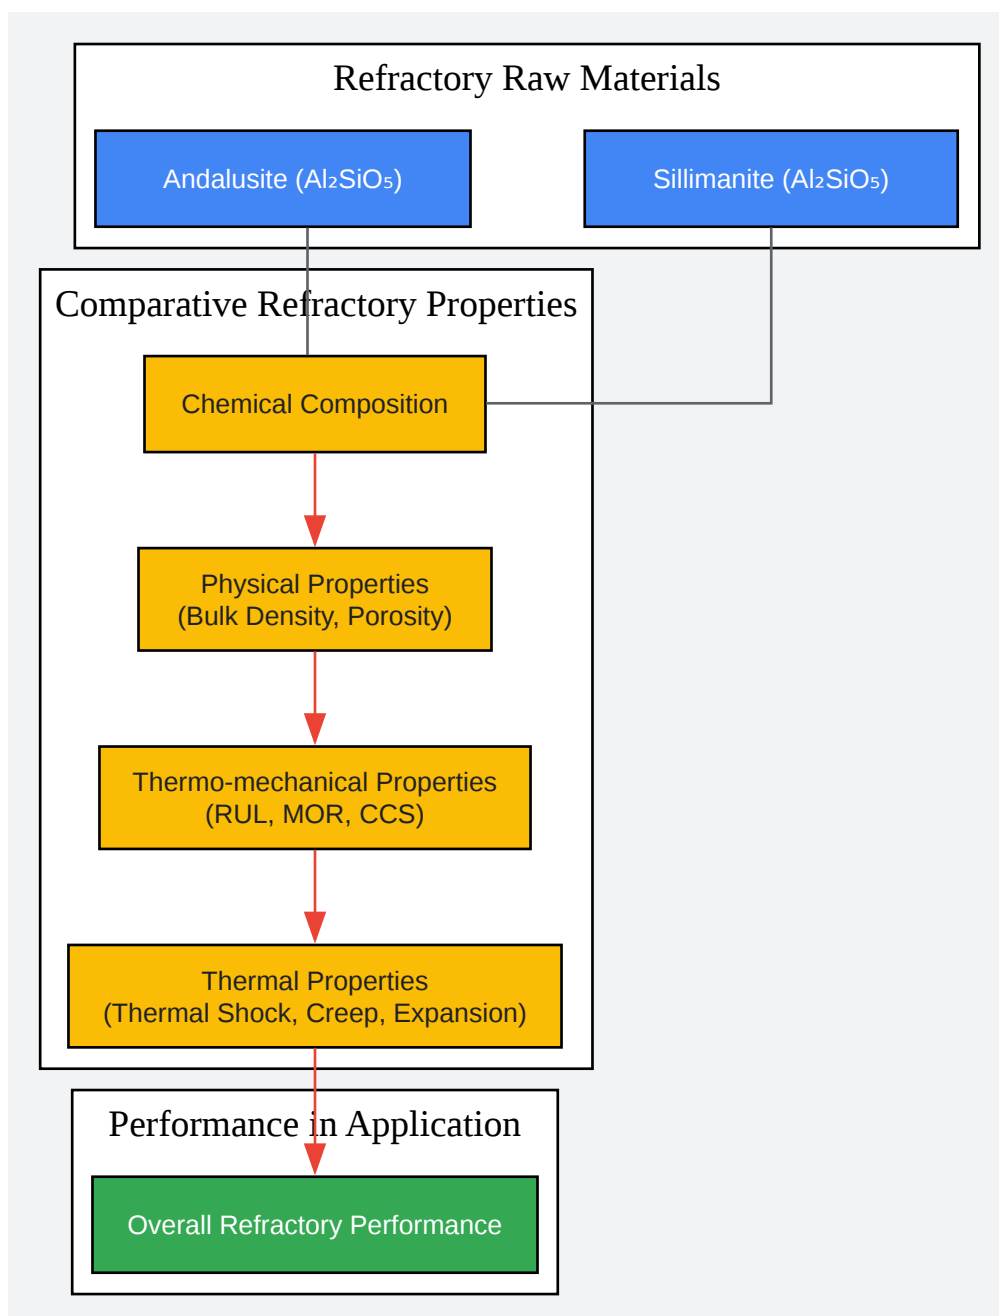 Refractory Raw Materials
Andalusite (Al₂SiO₅)
Sillimanite (Al₂SiO₅)
Comparative Refractory Properties
Chemical Composition
Physical Properties
(Bulk Density, Porosity)
Thermo-mechanical Properties
(RUL, MOR, CCS)
Thermal Properties
(Thermal Shock, Creep, Expansion)
Performance in Application
Overall Refractory Performance